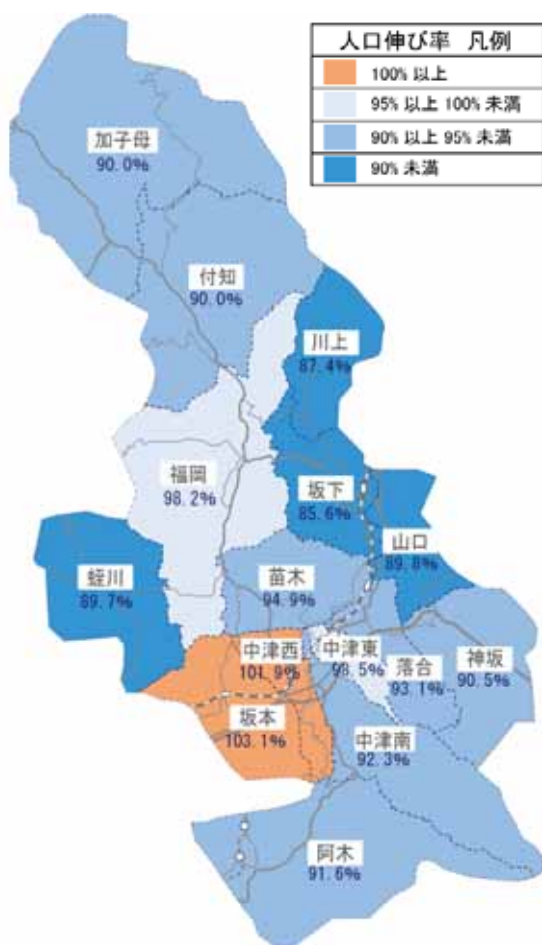 人口伸び率 凡例
100% 以上
95% 以上 100% 未満
90% 以上 95% 未満
90% 未満
加子母
90.0%
付知
90.0%
川上
87.4%
福岡
98.2%
坂下
85.6%
山口
89.8%
蛭川
89.7%
苗木
94.9%
中津西
101.9%
中津東
98.5%
落合
93.1%
神坂
90.5%
坂本
103.1%
中津南
92.3%
阿木
91.6%